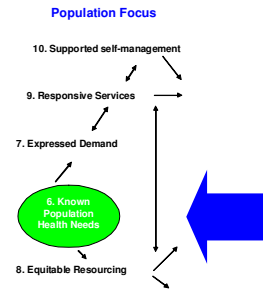 Population Focus
10. Supported self-management
9. Responsive Services
7. Expressed Demand
6. Known
Population
Health Needs
8. Equitable Resourcing